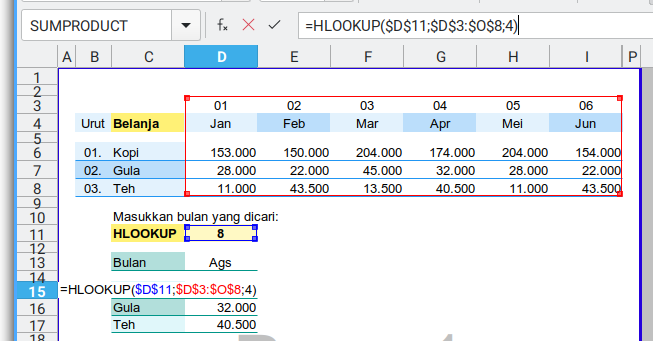 SUMPRODUCT fx =HLOOKUP($D$11;$D$3:$O$8;4)
A B C D E F G H I P
1
2
3 01 02 03 04 05 06
4 Urut Belanja Jan Feb Mar Apr Mei Jun
5
6 01. Kopi 153.000 150.000 204.000 174.000 204.000 154.000
7 02. Gula 28.000 22.000 45.000 32.000 28.000 22.000
8 03. Teh 11.000 43.500 13.500 40.500 11.000 43.500
9
10 Masukkan bulan yang dicari:
11 HLOOKUP 8
12
13 Bulan Ags
14
15 =HLOOKUP($D$11;$D$3:$O$8;4)
16 Gula 32.000
17 Teh 40.500
18